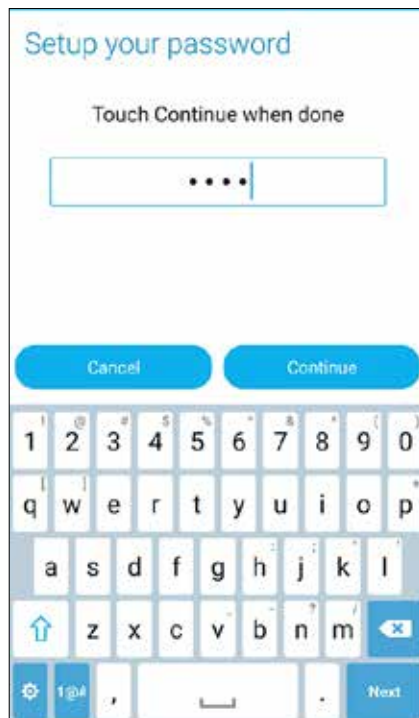 Setup your password
Touch Continue when done
••••
Cancel Continue
1 2 3 4 5 6 7 8 9 0
q w e r t y u i o p
a s d f g h j k l
z x c v b n m
1@# , . Next